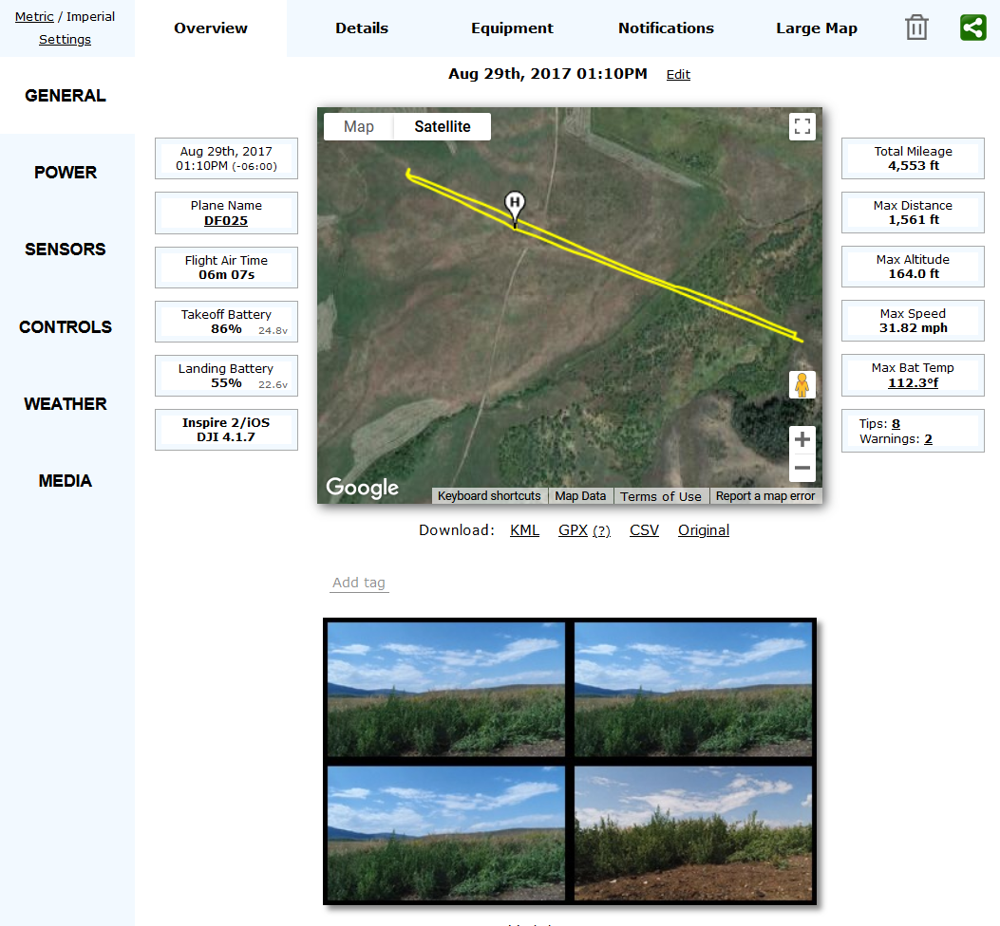 Metric / Imperial
Settings
Overview
Details
Equipment
Notifications
Large Map
GENERAL
POWER
SENSORS
CONTROLS
WEATHER
MEDIA
Aug 29th, 2017 01:10PM Edit
Aug 29th, 2017
01:10PM (-06:00)
Plane Name
DF025
Flight Air Time
06m 07s
Takeoff Battery
86% 24.8v
Landing Battery
55% 22.6v
Inspire 2/iOS
DJI 4.1.7
Map
Satellite
H
Google
Keyboard shortcuts
Map Data
Terms of Use
Report a map error
Total Mileage
4,553 ft
Max Distance
1,561 ft
Max Altitude
164.0 ft
Max Speed
31.82 mph
Max Bat Temp
112.3ºf
Tips: 8
Warnings: 2
Download: KML GPX (?) CSV Original
Add tag